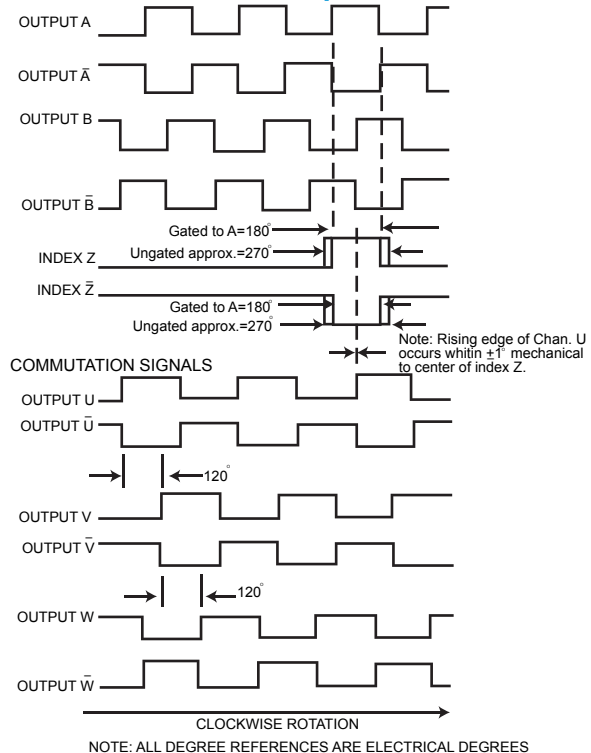 OUTPUT A
OUTPUT A̅
OUTPUT B
OUTPUT B̅
Gated to A=180°
Ungated approx.=270°
INDEX Z
INDEX Z̅
Gated to A=180°
Ungated approx.=270°
Note: Rising edge of Chan. U
occurs whitin ±1° mechanical
to center of index Z.
COMMUTATION SIGNALS
OUTPUT U
OUTPUT U̅
120°
OUTPUT V
OUTPUT V̅
120°
OUTPUT W
OUTPUT W̅
CLOCKWISE ROTATION
NOTE: ALL DEGREE REFERENCES ARE ELECTRICAL DEGREES